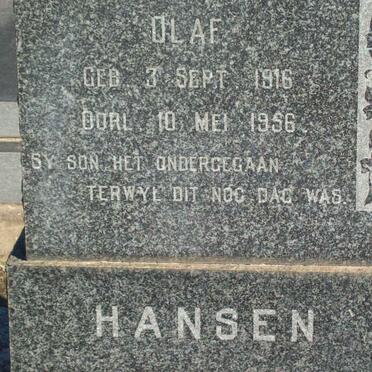 OLAF
GEB 3 SEPT 1916
OORL 10 MEI 1956
SY SON HET ONDERGEGAAN
TERWYL DIT NOG DAG WAS.
HANSEN